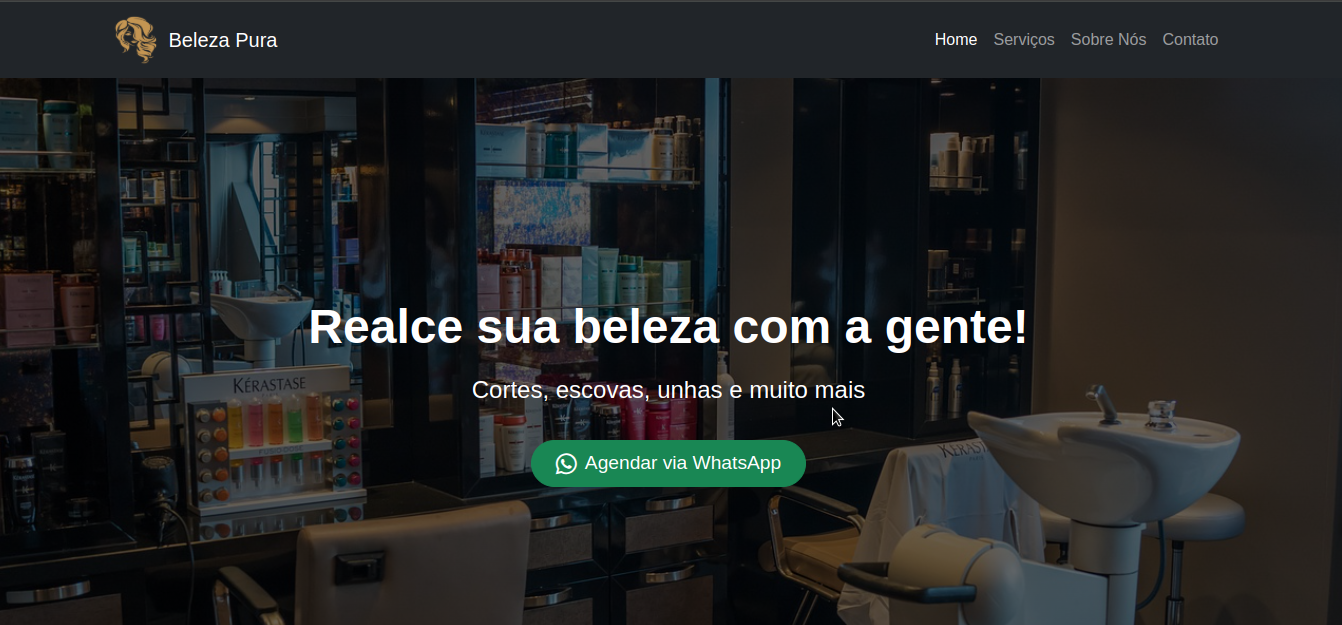 Beleza Pura
Home Serviços Sobre Nós Contato
Realce sua beleza com a gente!
Cortes, escovas, unhas e muito mais
KÉRASTASE
Agendar via WhatsApp